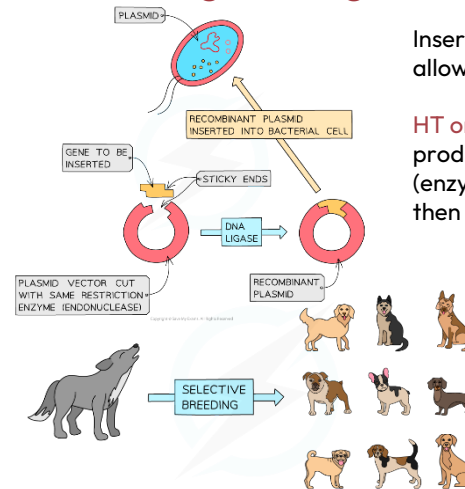 PLASMID
Inser
allow
RECOMBINANT PLASMID
INSERTED INTO BACTERIAL CELL
HT or
prod
(enzy
then
GENE TO BE
INSERTED
STICKY ENDS
DNA
LIGASE
PLASMID VECTOR CUT
WITH SAME RESTRICTION
ENZYME (ENDONUCLEASE)
RECOMBINANT
PLASMID
SELECTIVE
BREEDING